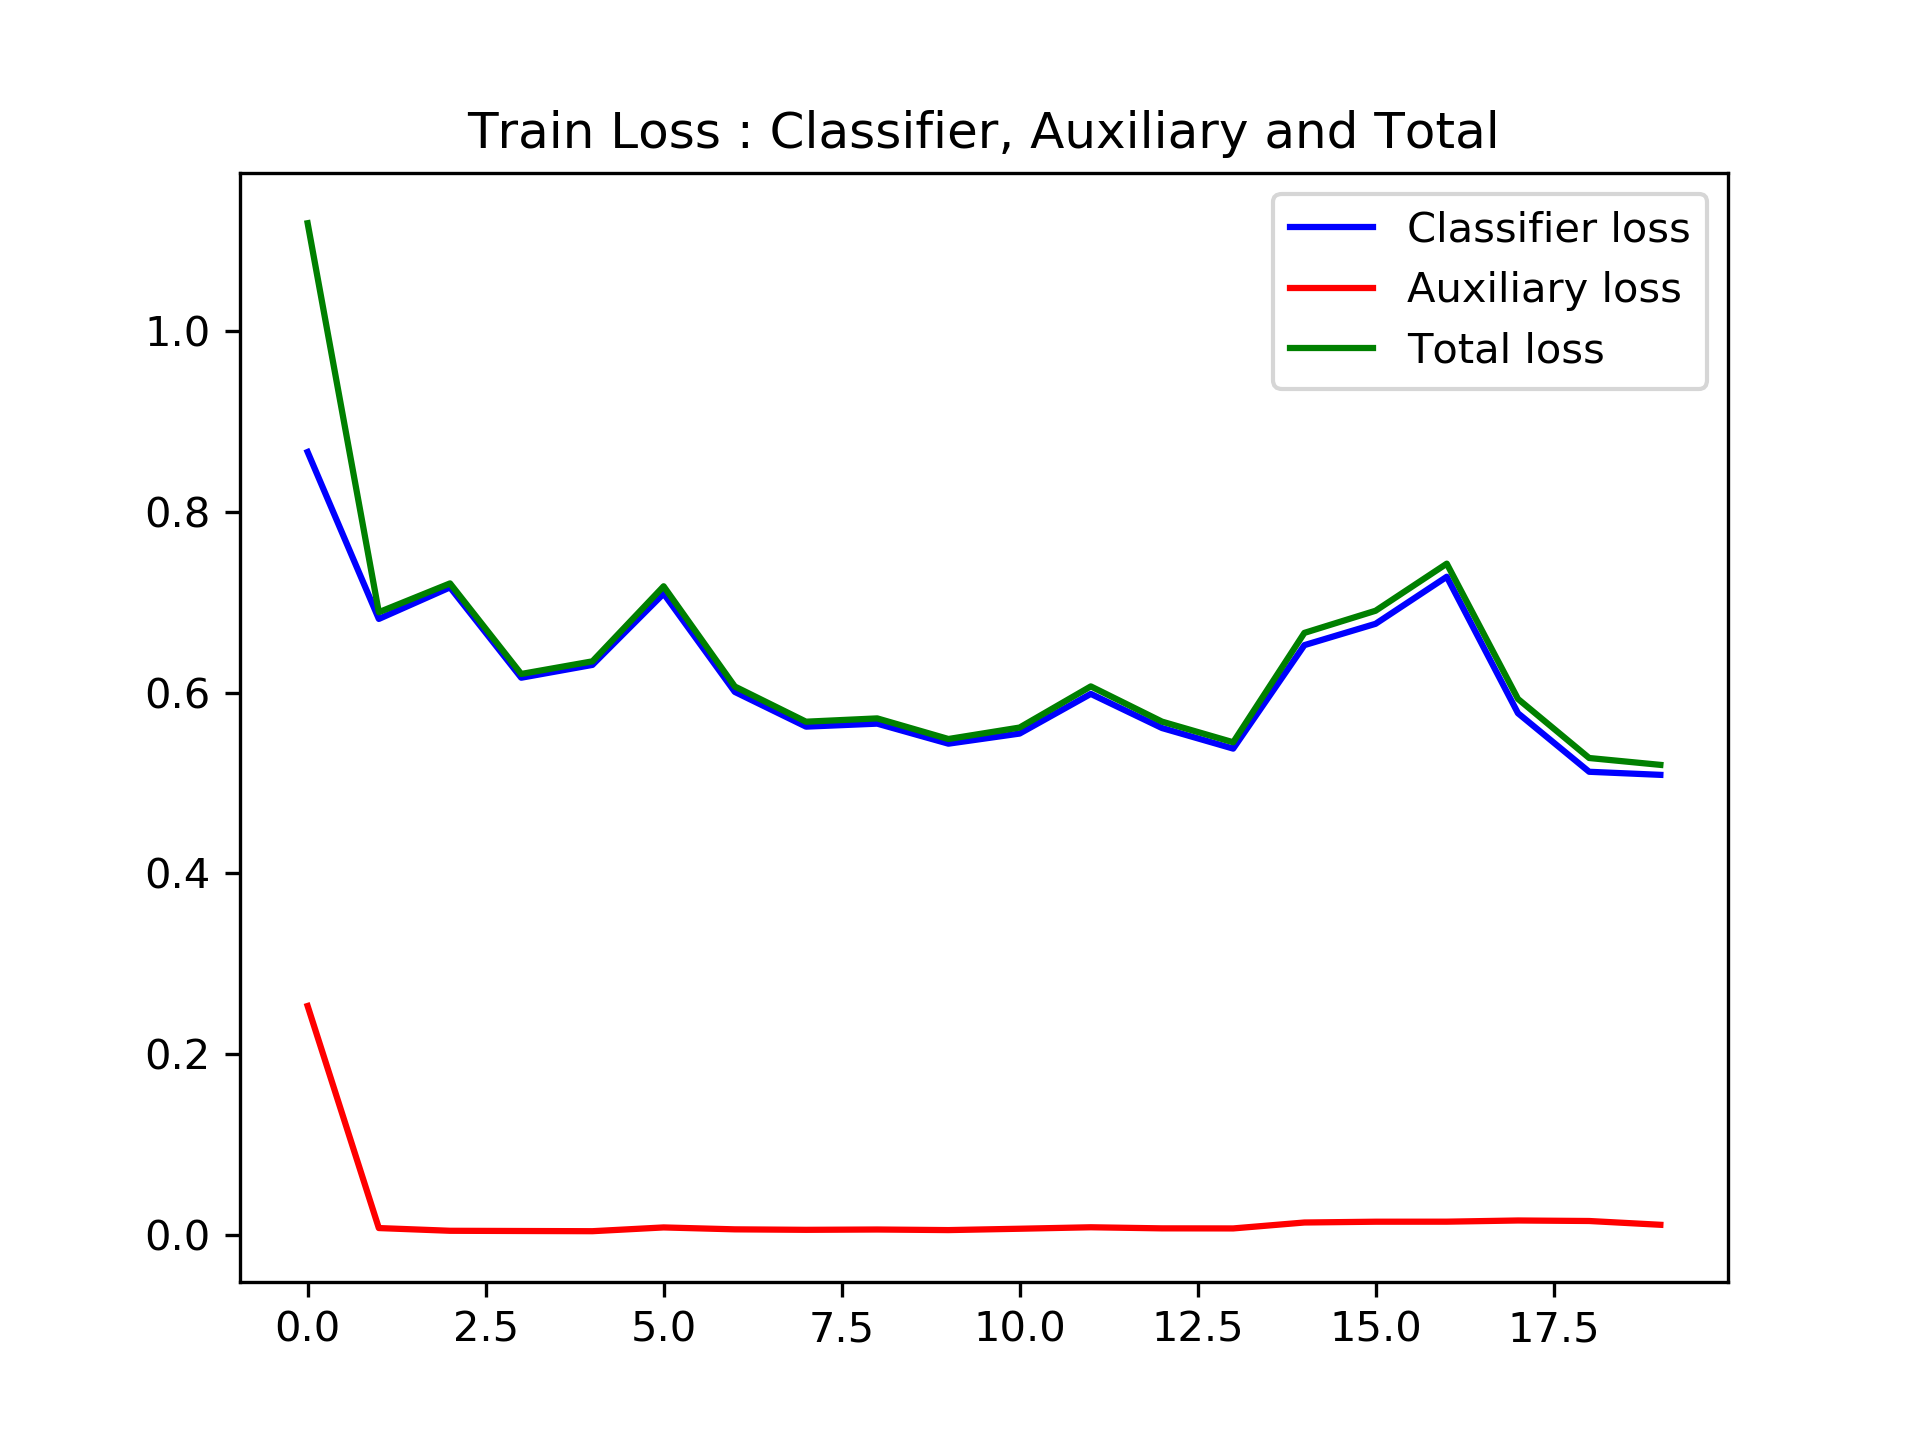 Train Loss : Classifier, Auxiliary and Total
Classifier loss
Auxiliary loss
Total loss
1.0
0.8
0.6
0.4
0.2
0.0
0.0 2.5 5.0 7.5 10.0 12.5 15.0 17.5